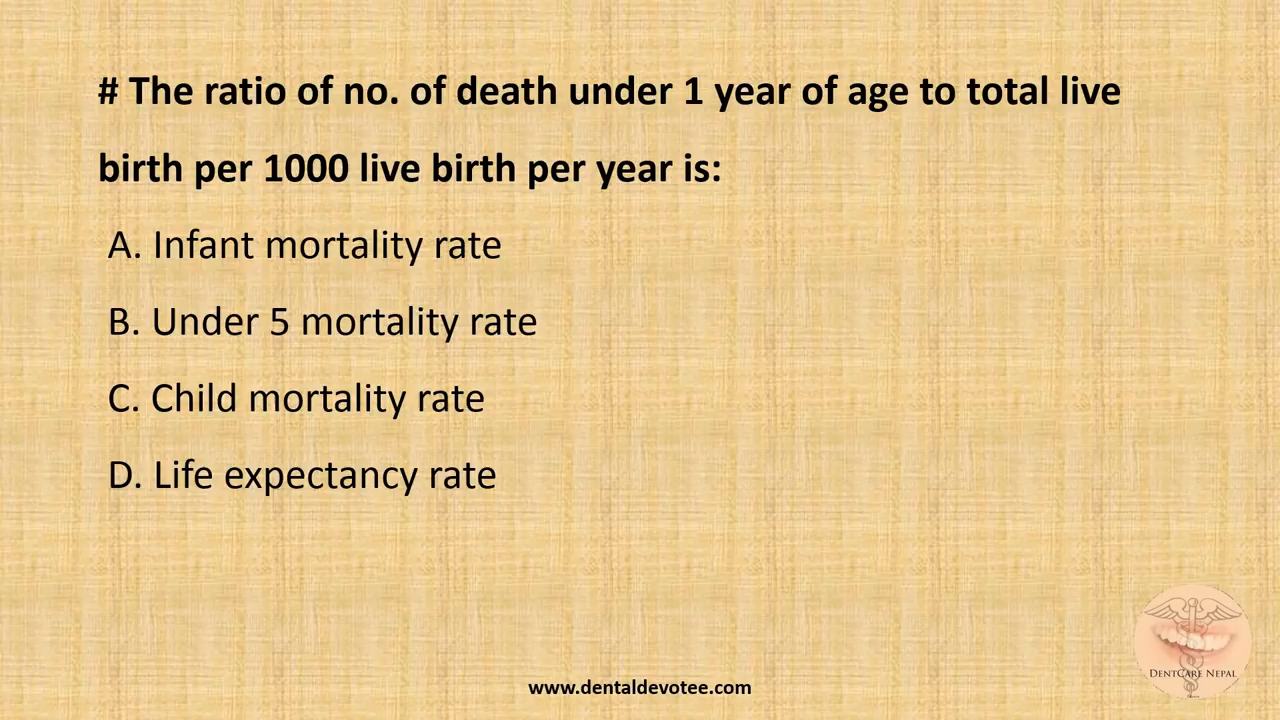 # The ratio of no. of death under 1 year of age to total live
birth per 1000 live birth per year is:
A. Infant mortality rate
B. Under 5 mortality rate
C. Child mortality rate
D. Life expectancy rate
DENTCARE NEPAL
www.dentaldevotee.com